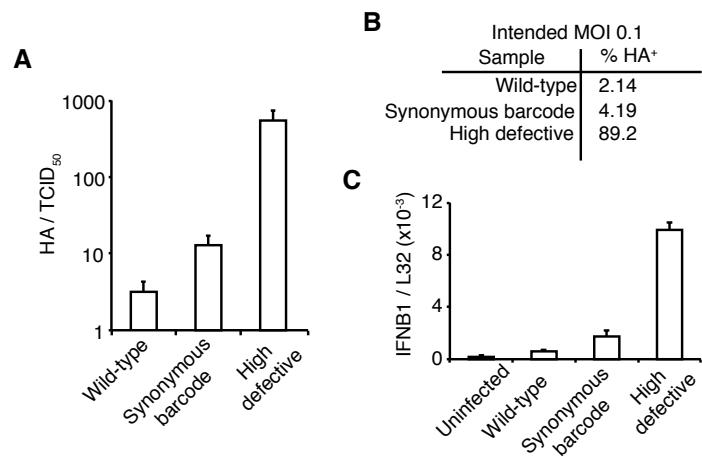 A
HA / TCID50
1000
100
10
1
Wild-type
Synonymous
barcode
High
defective
B
Intended MOI 0.1
Sample % HA+
Wild-type 2.14
Synonymous barcode 4.19
High defective 89.2
C
IFNB1 / L32 (x10-3)
12
8
4
0
Uninfected
Wild-type
Synonymous
barcode
High
defective